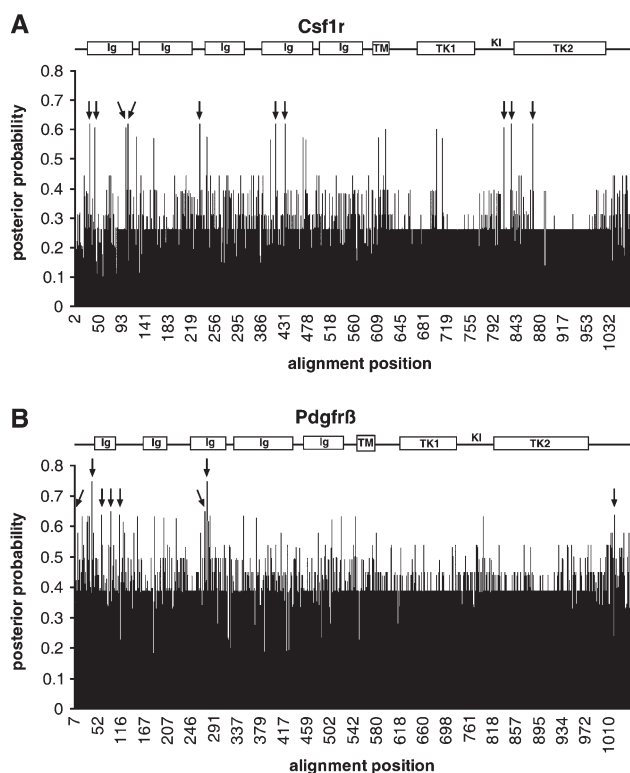 A
Csf1r
Ig Ig Ig Ig Ig TM TK1 KI TK2
0.8
0.7
0.6
0.5
0.4
0.3
0.2
0.1
0
posterior probability
2 50 93 141 183 219 256 295 386 431 478 518 560 609 645 681 719 755 792 843 880 917 953 1032
alignment position
B
Pdgfrß
Ig Ig Ig Ig Ig TM TK1 KI TK2
0.8
0.7
0.6
0.5
0.4
0.3
0.2
0.1
0
posterior probability
7 52 116 167 207 246 291 337 379 417 459 502 542 580 618 660 698 761 818 857 895 934 972 1010
alignment position